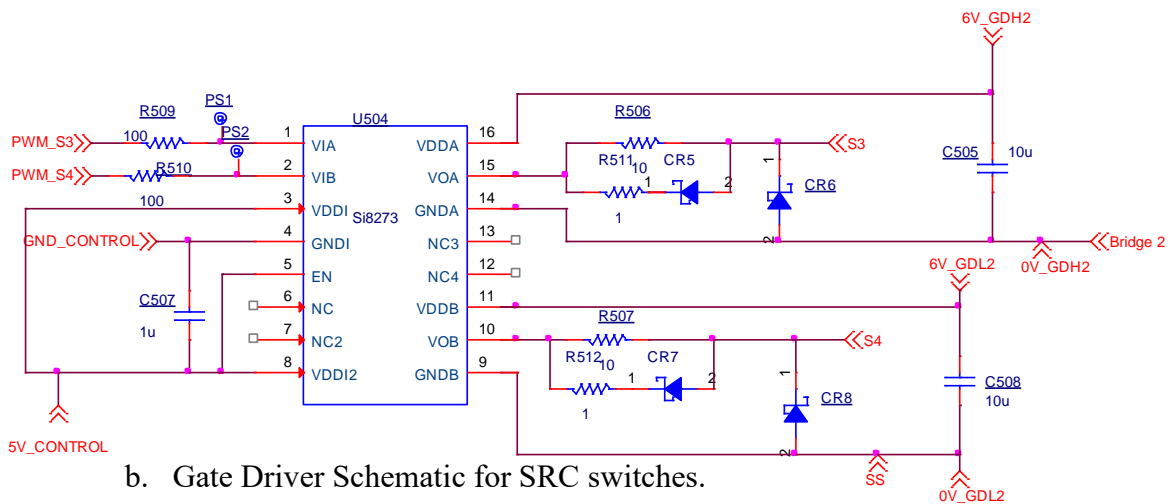 6V_GDH2
PS1
R509
U504
R506
PWM_S3
100
PS2
1
VIA
VDDA
16
S3
C505
10u
PWM_S4
R510
2
VIB
VOA
15
R511
10
CR5
1
CR6
100
3
VDDI
Si8273
GNDA
14
1
2
1
GND_CONTROL
4
GNDI
NC3
13
2
Bridge 2
0V_GDH2
5
EN
NC4
12
6V_GDL2
C507
1u
6
NC
VDDB
11
R507
7
NC2
VOB
10
S4
R512
10
CR7
1
8
VDDI2
GNDB
9
1
2
C508
10u
1
CR8
5V_CONTROL
2
SS
0V_GDL2
b. Gate Driver Schematic for SRC switches.